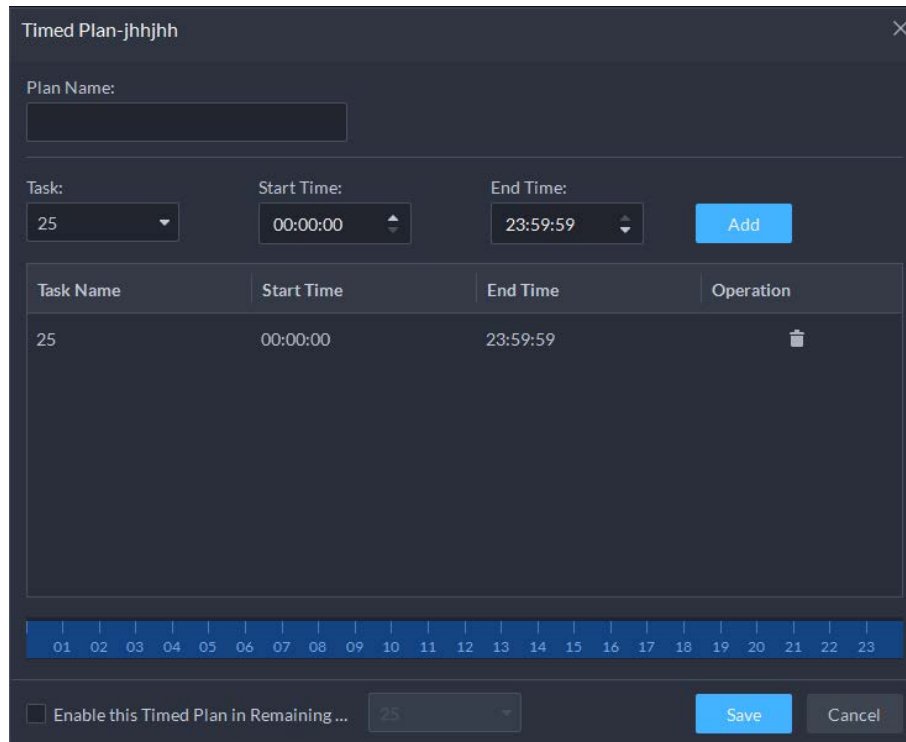 Timed Plan-jhhjhh
Plan Name:
Task: Start Time: End Time:
25 00:00:00 23:59:59 Add
Task Name Start Time End Time Operation
25 00:00:00 23:59:59
01 02 03 04 05 06 07 08 09 10 11 12 13 14 15 16 17 18 19 20 21 22 23
Enable this Timed Plan in Remaining ... 25 Save Cancel